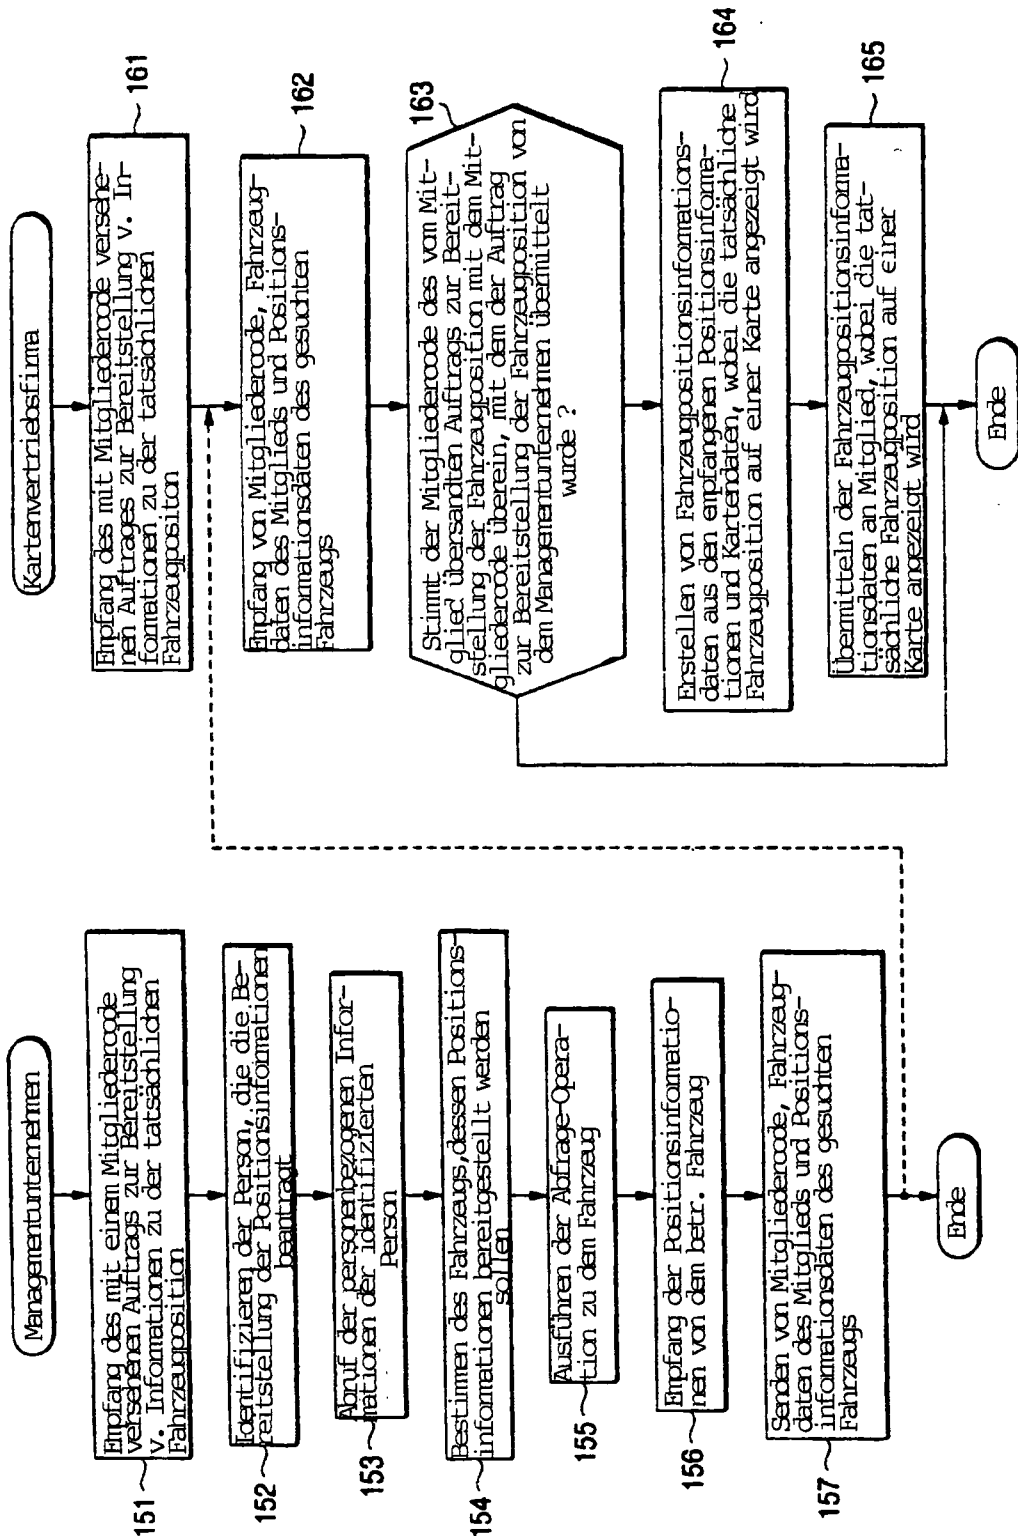 Managementunternehmen
Empfang des mit einem Mitgliedercode
versehenen Auftrags zur Bereitstellung
v. Informationen zu der tatsächlichen
Fahrzeugposition
151
Identifizieren der Person, die die Be-
reitstellung der Positionsinformationen
beantragt
152
Abruf der personenbezogenen Infor-
mationen der identifizierten
Person
153
Bestimmen des Fahrzeugs,dessen Positions-
informationen bereitgestellt werden
sollen
154
Ausführen der Abfrage-Opera-
tion zu dem Fahrzeug
155
Empfang der Positionsinformatio-
nen von dem betr. Fahrzeug
156
Senden von Mitgliedercode, Fahrzeug-
daten des Mitglieds und Positions-
informationsdaten des gesuchten
Fahrzeugs
157
Ende
Kartenvertriebsfirma
Empfang des mit Mitgliedercode versehe-
nen Auftrages zur Bereitstellung v. In-
formationen zu der tatsächlichen
Fahrzeugpositon
161
Empfang von Mitgliedercode, Fahrzeug-
daten des Mitglieds und Positions-
informationsdaten des gesuchten
Fahrzeugs
162
Stimmt der Mitgliedercode des vom Mit-
glied übersandten Auftrags zur Bereit-
stellung der Fahrzeugposition mit dem Mit-
gliedercode überein, mit dem der Auftrag
zur Bereitstellung der Fahrzeugposition von
dem Managementunternehmen übermittelt
wurde ?
163
Erstellen von Fahrzeugpositionsinformations-
daten aus den empfangenen Positionsinforma-
tionen und Kartendaten, wobei die tatsächliche
Fahrzeugposition auf einer Karte angezeigt wird
164
Übermitteln der Fahrzeugpositionsinforma-
tionsdaten an Mitglied, wobei die tat-
sächliche Fahrzeugposition auf einer
Karte angezeigt wird
165
Ende